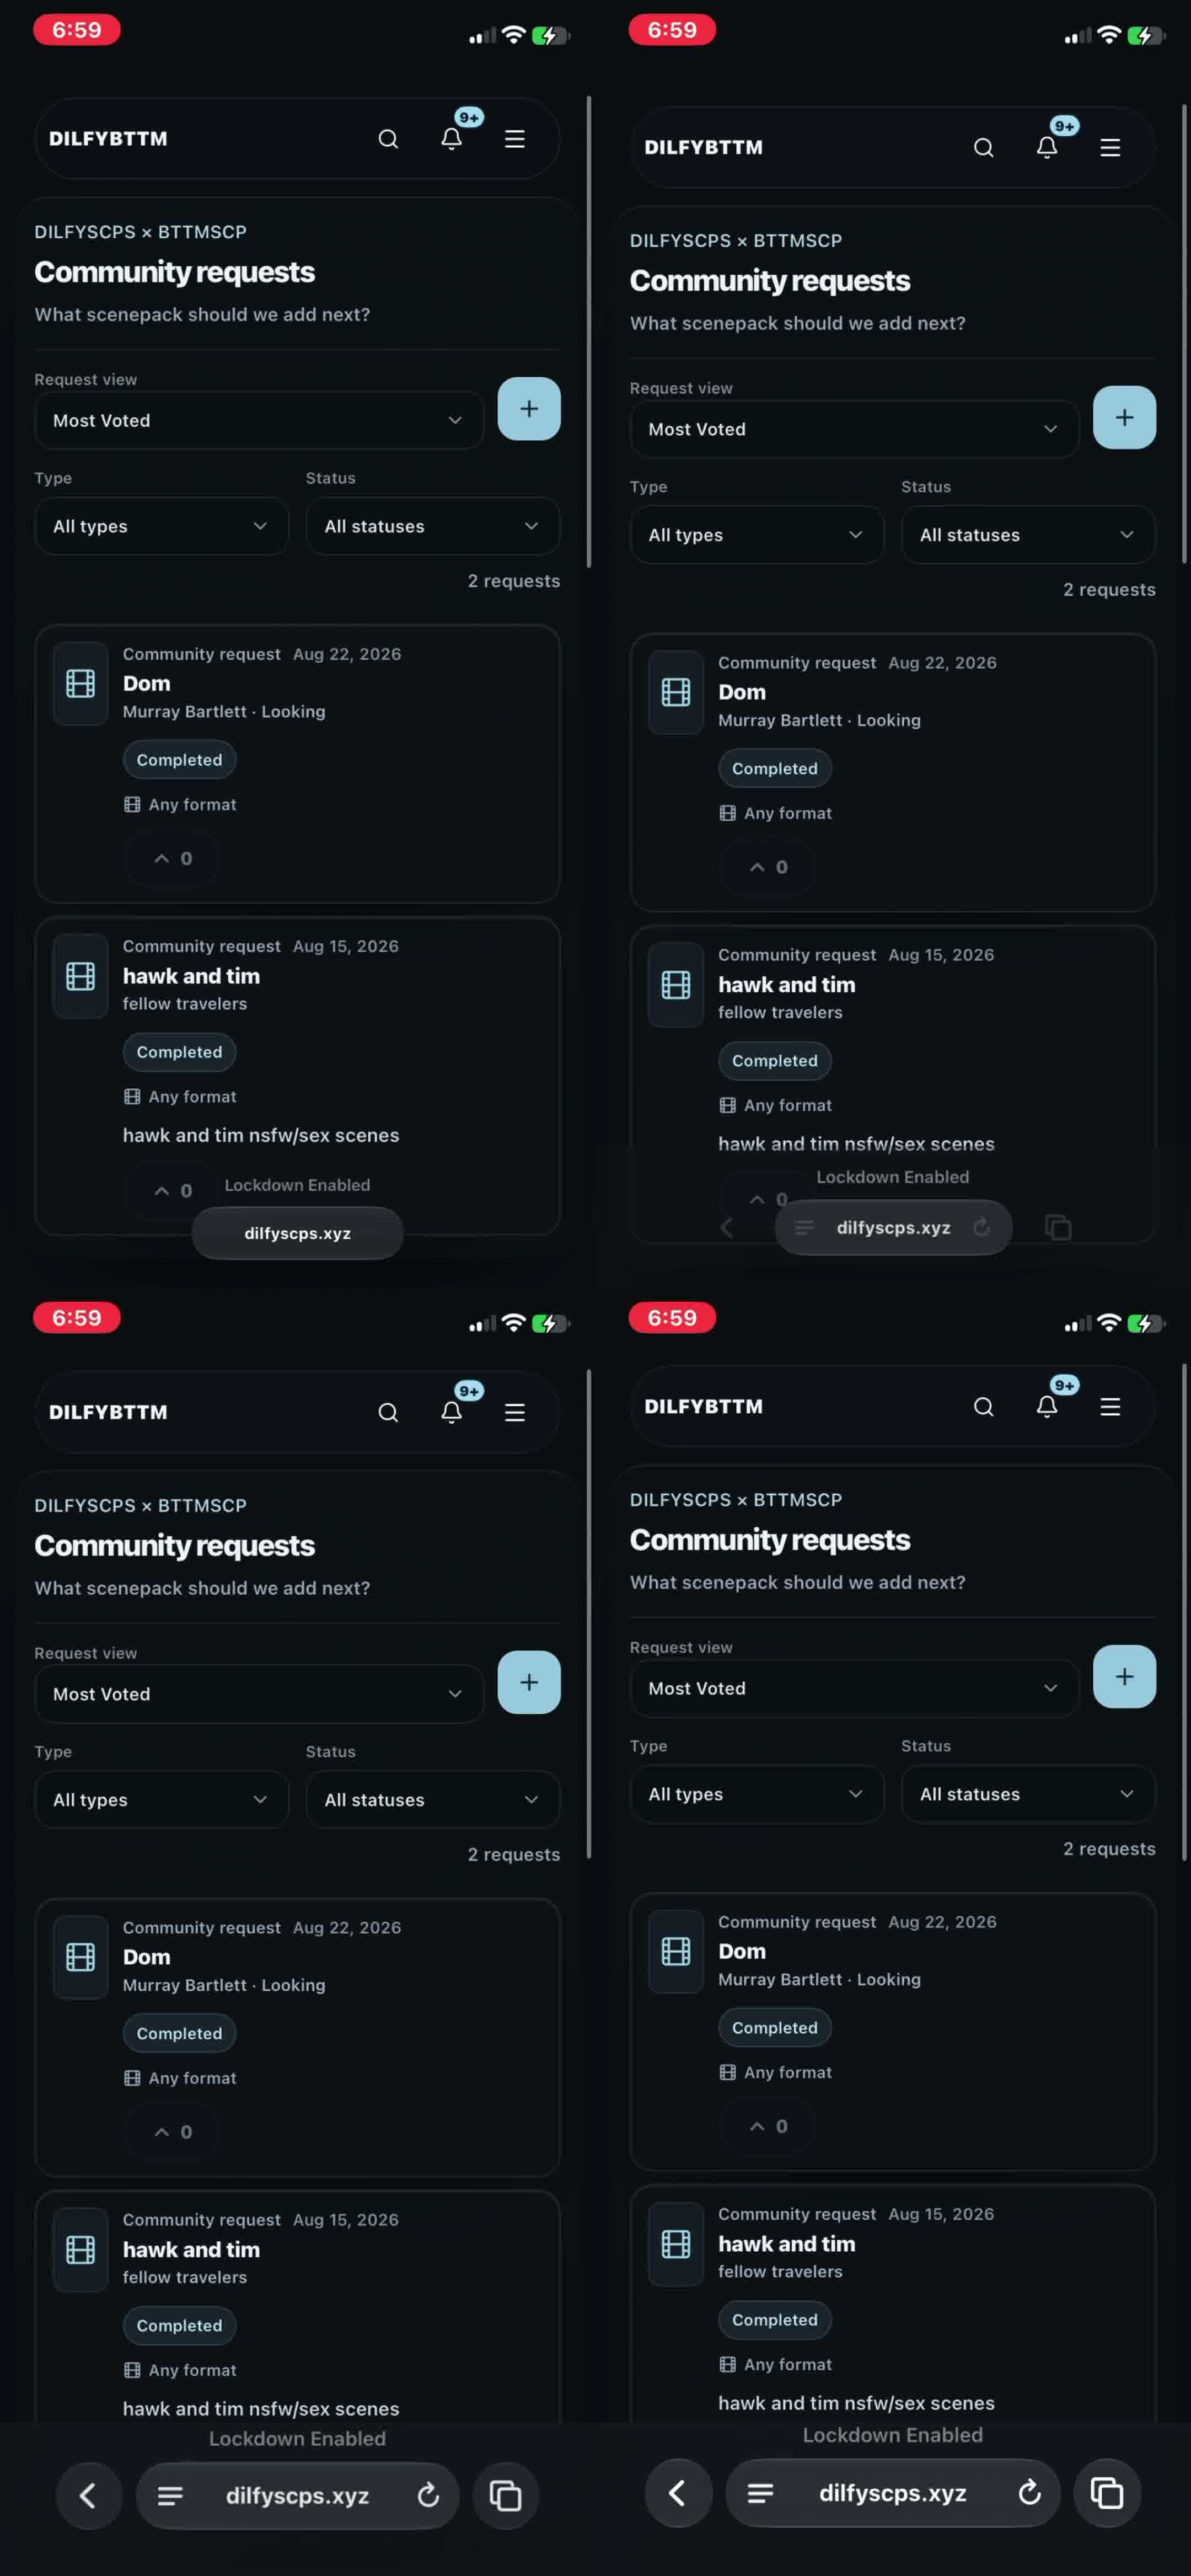 6:59
DILFYBTTM
9+
DILFYSCPS × BTTMSCP
Community requests
What scenepack should we add next?
Request view
Most Voted
+
Type
Status
All types
All statuses
2 requests
Community request Aug 22, 2026
Dom
Murray Bartlett · Looking
Completed
Any format
0
Community request Aug 15, 2026
hawk and tim
fellow travelers
Completed
Any format
hawk and tim nsfw/sex scenes
0
Lockdown Enabled
dilfyscps.xyz
6:59
DILFYBTTM
9+
DILFYSCPS × BTTMSCP
Community requests
What scenepack should we add next?
Request view
Most Voted
+
Type
Status
All types
All statuses
2 requests
Community request Aug 22, 2026
Dom
Murray Bartlett · Looking
Completed
Any format
0
Community request Aug 15, 2026
hawk and tim
fellow travelers
Completed
Any format
hawk and tim nsfw/sex scenes
Lockdown Enabled
0
dilfyscps.xyz
6:59
DILFYBTTM
9+
DILFYSCPS × BTTMSCP
Community requests
What scenepack should we add next?
Request view
Most Voted
+
Type
Status
All types
All statuses
2 requests
Community request Aug 22, 2026
Dom
Murray Bartlett · Looking
Completed
Any format
0
Community request Aug 15, 2026
hawk and tim
fellow travelers
Completed
Any format
hawk and tim nsfw/sex scenes
Lockdown Enabled
dilfyscps.xyz
6:59
DILFYBTTM
9+
DILFYSCPS × BTTMSCP
Community requests
What scenepack should we add next?
Request view
Most Voted
+
Type
Status
All types
All statuses
2 requests
Community request Aug 22, 2026
Dom
Murray Bartlett · Looking
Completed
Any format
0
Community request Aug 15, 2026
hawk and tim
fellow travelers
Completed
Any format
hawk and tim nsfw/sex scenes
Lockdown Enabled
dilfyscps.xyz